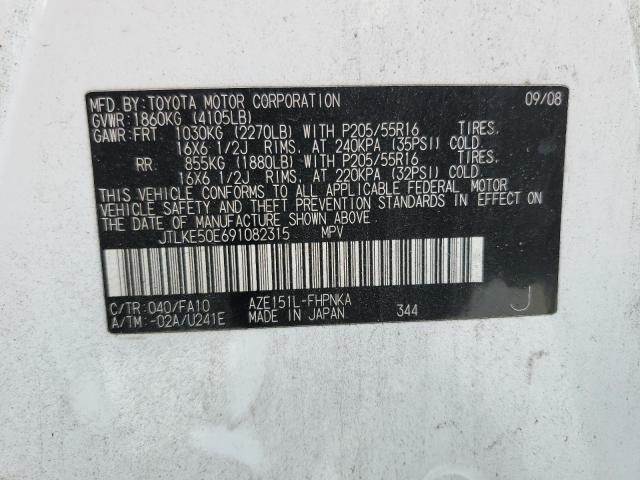 MFD.BY:TOYOTA MOTOR CORPORATION 09/08
GVWR:1860KG (4105LB)
GAWR:FRT 1030KG (2270LB) WITH P205/55R16 TIRES.
16X6 1/2J RIMS. AT 240KPA (35PSI) COLD.
RR 855KG (1880LB) WITH P205/55R16 TIRES.
16X6 1/2J RIMS. AT 220KPA (32PSI) COLD.
THIS VEHICLE CONFORMS TO ALL APPLICABLE FEDERAL MOTOR
VEHICLE SAFETY AND THEFT PREVENTION STANDARDS IN EFFECT ON
THE DATE OF MANUFACTURE SHOWN ABOVE.
JTLKE50E691082315 MPV
C/TR:040/FA10 AZE151L-FHPNKA
A/TM:-02A/U241E MADE IN JAPAN 344 J